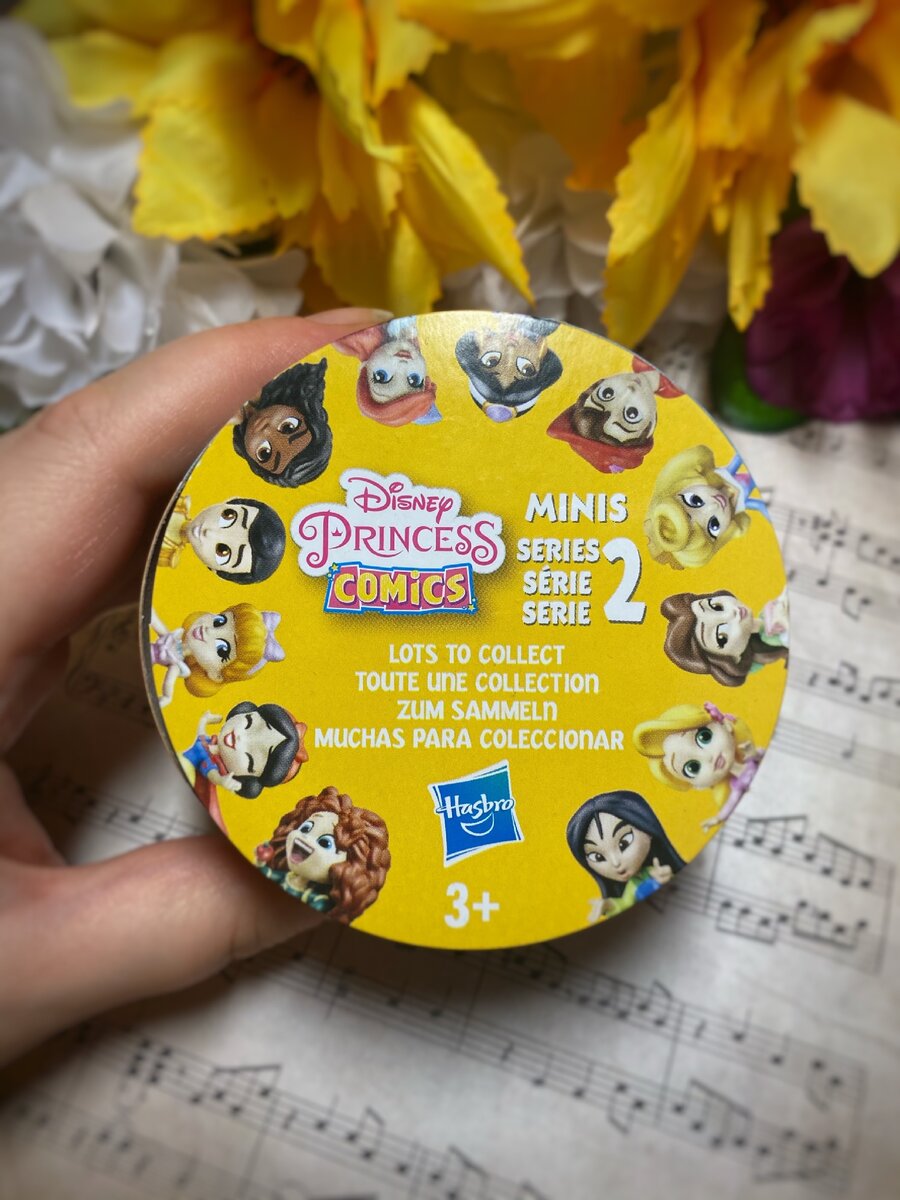 Disney
PRINCESS
COMICS
MINIS
SERIES
SÉRIE
SERIE
2
LOTS TO COLLECT
TOUTE UNE COLLECTION
ZUM SAMMELN
MUCHAS PARA COLECCIONAR
Hasbro
3+